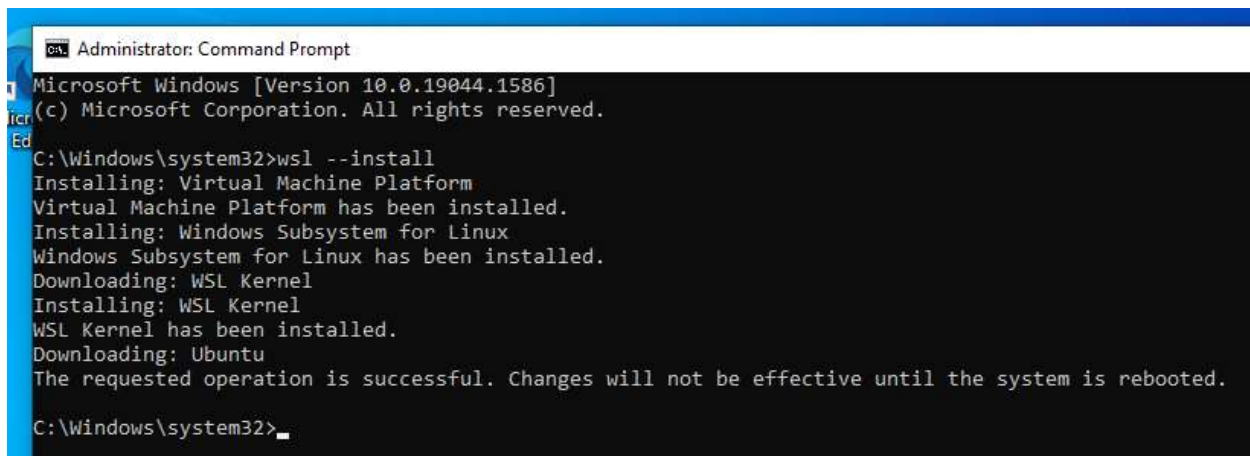 Administrator: Command Prompt
Microsoft Windows [Version 10.0.19044.1586]
(c) Microsoft Corporation. All rights reserved.
C:\Windows\system32>wsl --install
Installing: Virtual Machine Platform
Virtual Machine Platform has been installed.
Installing: Windows Subsystem for Linux
Windows Subsystem for Linux has been installed.
Downloading: WSL Kernel
Installing: WSL Kernel
WSL Kernel has been installed.
Downloading: Ubuntu
The requested operation is successful. Changes will not be effective until the system is rebooted.
C:\Windows\system32>